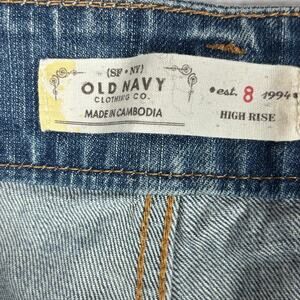 (SF • NY)
OLD NAVY
CLOTHING CO.
MADE IN CAMBODIA
•est. 8 1994•
HIGH RISE